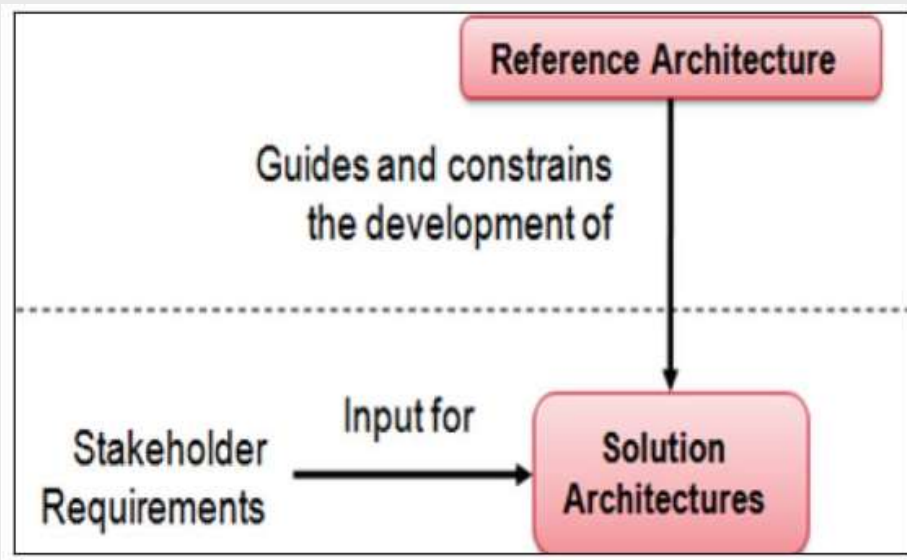 Reference Architecture
Guides and constrains
the development of
Input for
Stakeholder
Requirements
Solution
Architectures